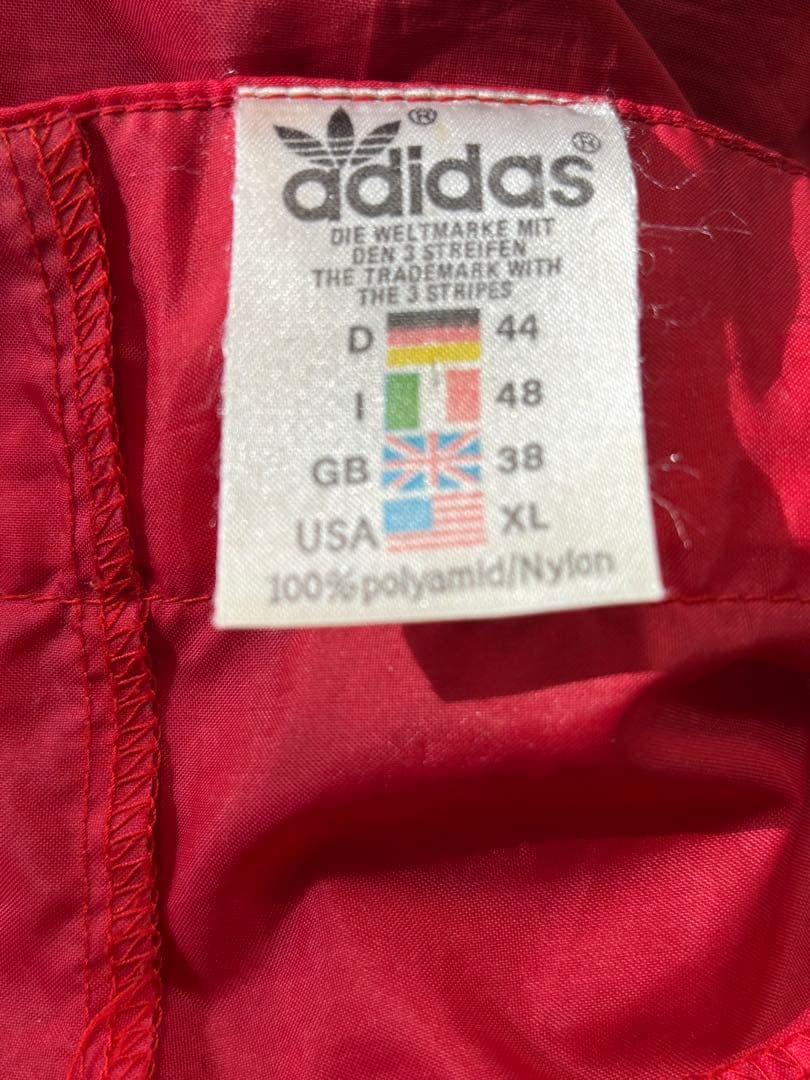 ®
adidas®
DIE WELTMARKE MIT
DEN 3 STREIFEN
THE TRADEMARK WITH
THE 3 STRIPES
D 44
I 48
GB 38
USA XL
100% polyamid/Nylon